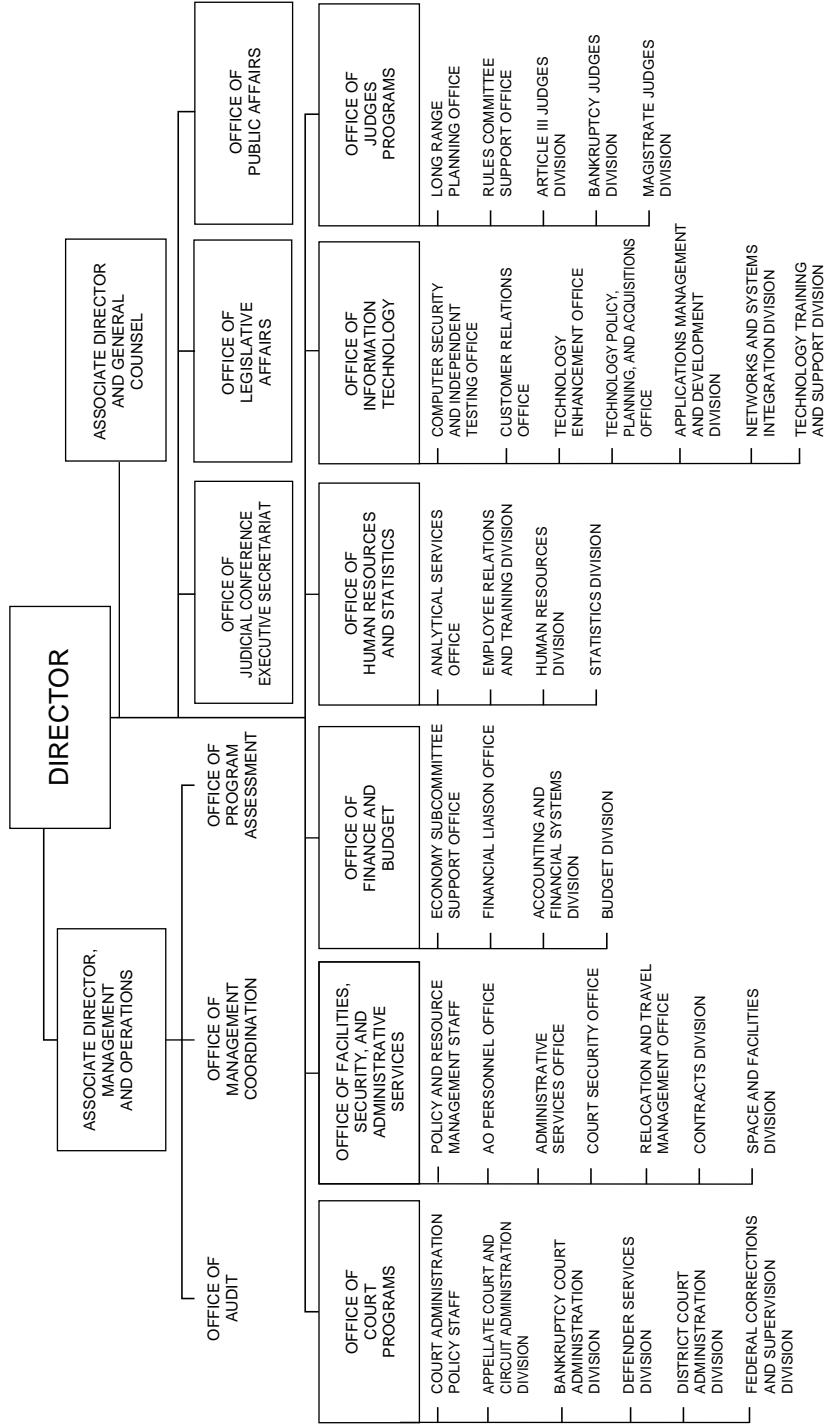 DIRECTOR
ASSOCIATE DIRECTOR,
MANAGEMENT
AND OPERATIONS
ASSOCIATE DIRECTOR
AND GENERAL
COUNSEL
OFFICE OF
AUDIT
OFFICE OF
MANAGEMENT
COORDINATION
OFFICE OF
PROGRAM
ASSESSMENT
OFFICE OF
JUDICIAL CONFERENCE
EXECUTIVE SECRETARIAT
OFFICE OF
LEGISLATIVE
AFFAIRS
OFFICE OF
PUBLIC AFFAIRS
OFFICE OF
COURT
PROGRAMS
COURT ADMINISTRATION
POLICY STAFF
APPELLATE COURT AND
CIRCUIT ADMINISTRATION
DIVISION
BANKRUPTCY COURT
ADMINISTRATION
DIVISION
DEFENDER SERVICES
DIVISION
DISTRICT COURT
ADMINISTRATION
DIVISION
FEDERAL CORRECTIONS
AND SUPERVISION
DIVISION
OFFICE OF FACILITIES,
SECURITY, AND
ADMINISTRATIVE
SERVICES
POLICY AND RESOURCE
MANAGEMENT STAFF
AO PERSONNEL OFFICE
ADMINISTRATIVE
SERVICES OFFICE
COURT SECURITY OFFICE
RELOCATION AND TRAVEL
MANAGEMENT OFFICE
CONTRACTS DIVISION
SPACE AND FACILITIES
DIVISION
OFFICE OF
FINANCE AND
BUDGET
ECONOMY SUBCOMMITTEE
SUPPORT OFFICE
FINANCIAL LIAISON OFFICE
ACCOUNTING AND
FINANCIAL SYSTEMS
DIVISION
BUDGET DIVISION
OFFICE OF
HUMAN RESOURCES
AND STATISTICS
ANALYTICAL SERVICES
OFFICE
EMPLOYEE RELATIONS
AND TRAINING DIVISION
HUMAN RESOURCES
DIVISION
STATISTICS DIVISION
OFFICE OF
INFORMATION
TECHNOLOGY
COMPUTER SECURITY
AND INDEPENDENT
TESTING OFFICE
CUSTOMER RELATIONS
OFFICE
TECHNOLOGY
ENHANCEMENT OFFICE
TECHNOLOGY POLICY,
PLANNING, AND ACQUISITIONS
OFFICE
APPLICATIONS MANAGEMENT
AND DEVELOPMENT
DIVISION
NETWORKS AND SYSTEMS
INTEGRATION DIVISION
TECHNOLOGY TRAINING
AND SUPPORT DIVISION
OFFICE OF
JUDGES
PROGRAMS
LONG RANGE
PLANNING OFFICE
RULES COMMITTEE
SUPPORT OFFICE
ARTICLE III JUDGES
DIVISION
BANKRUPTCY JUDGES
DIVISION
MAGISTRATE JUDGES
DIVISION